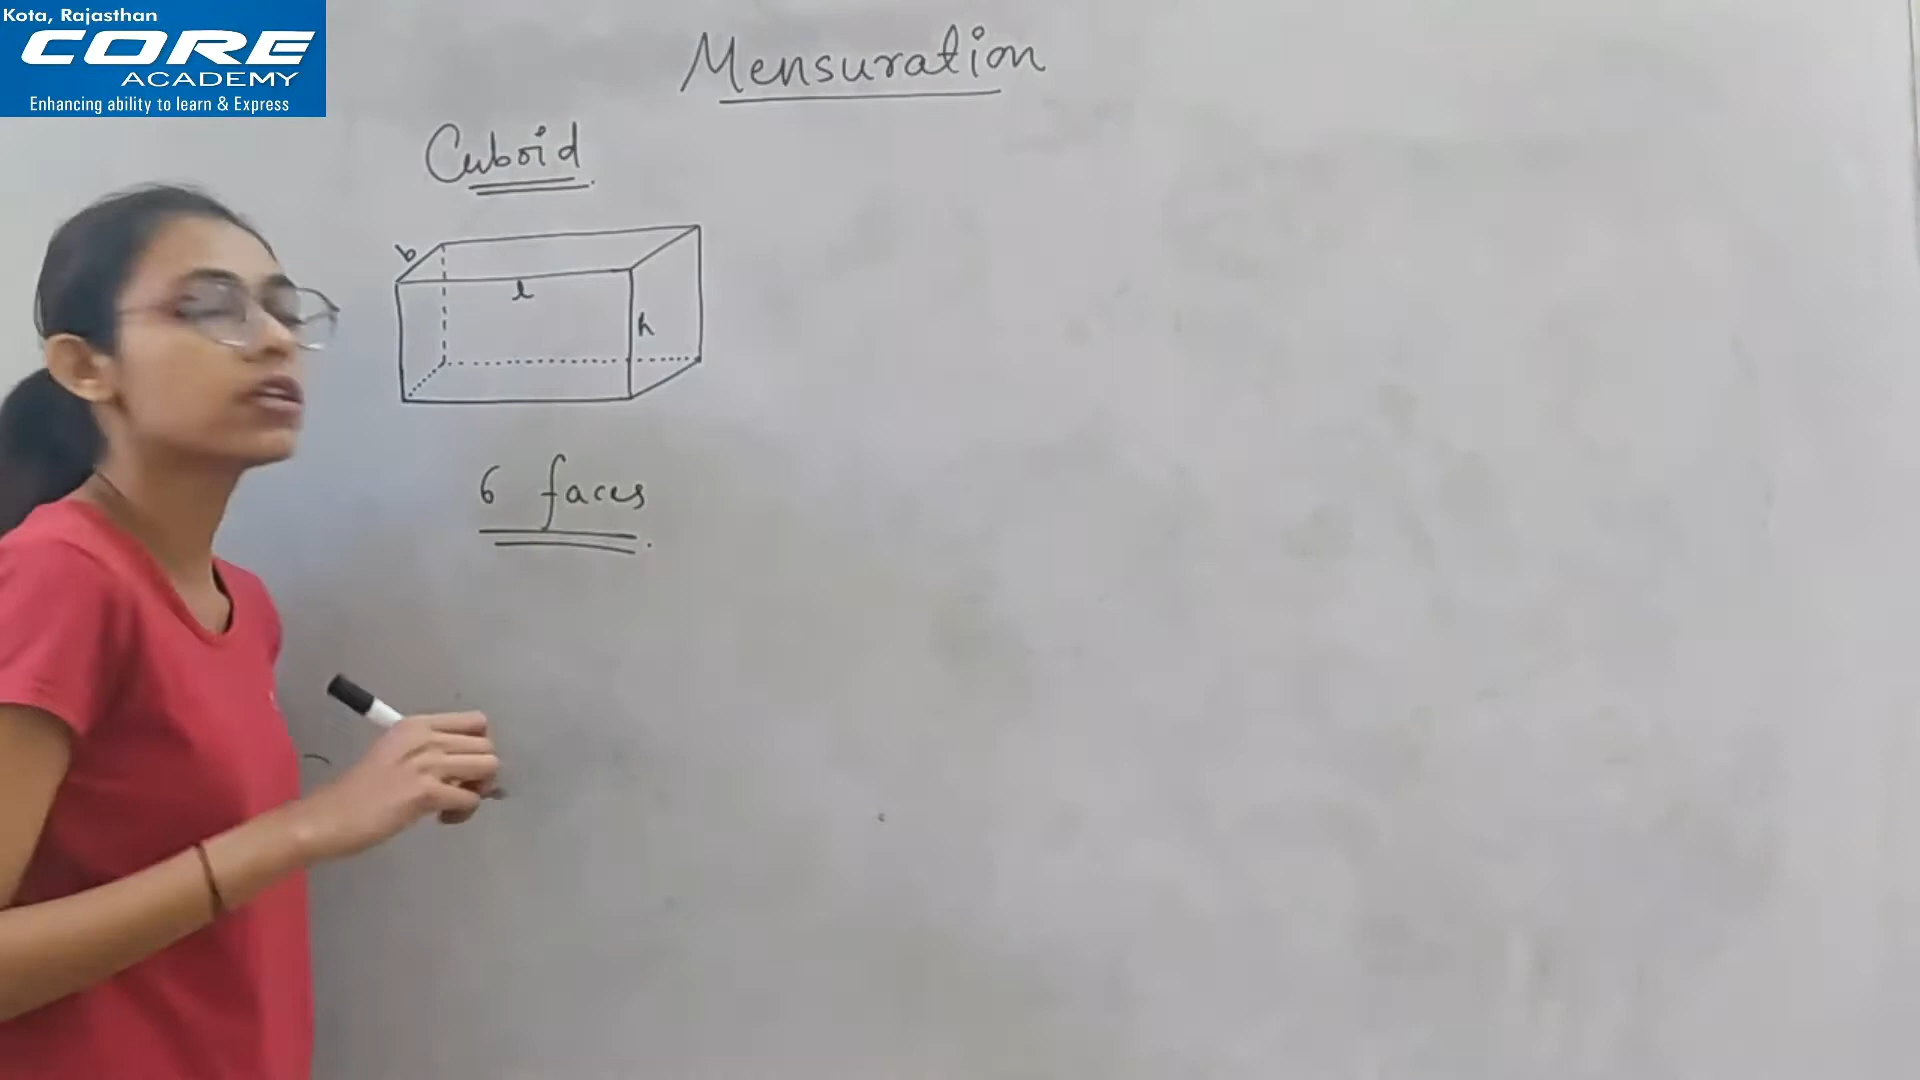 Kota, Rajasthan
CORE
ACADEMY
Enhancing ability to learn & Express
Mensuration
Cuboid
b
l
h
6 faces